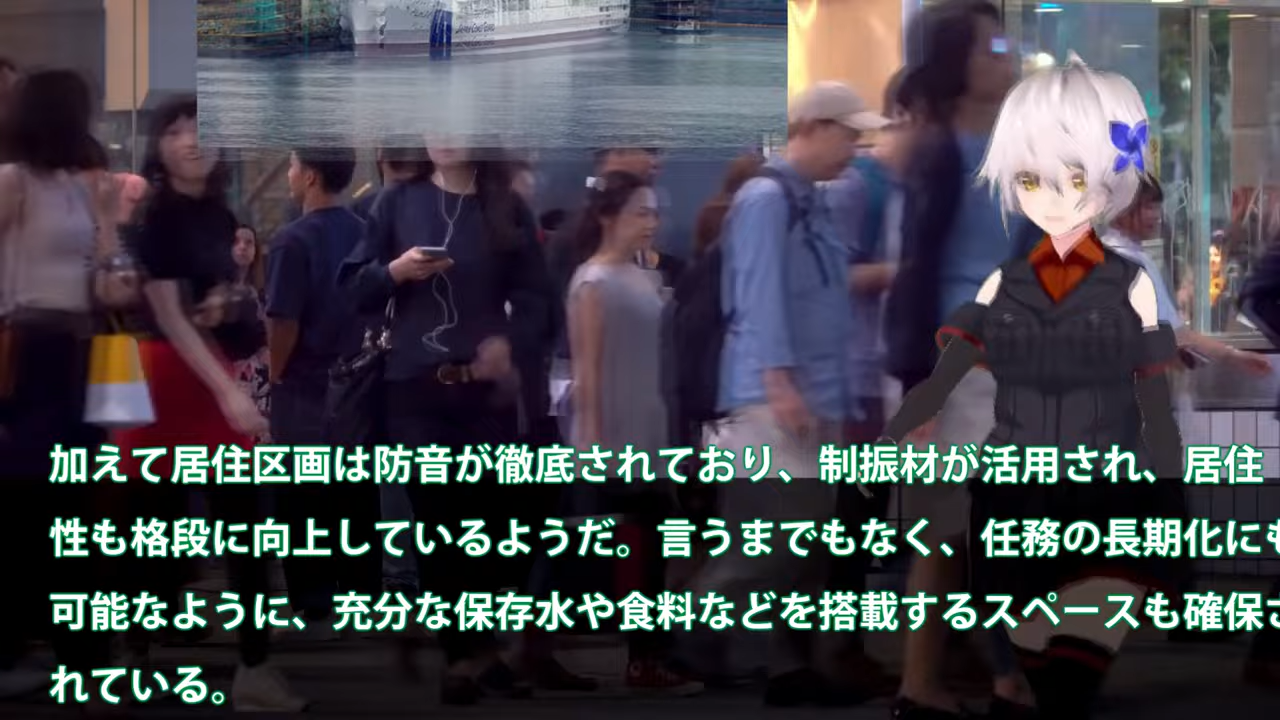 加えて居住区画は防音が徹底されており、制振材が活用され、居住
性も格段に向上しているようだ。言うまでもなく、任務の長期化にも
可能なように、充分な保存水や食料などを搭載するスペースも確保さ
れている。